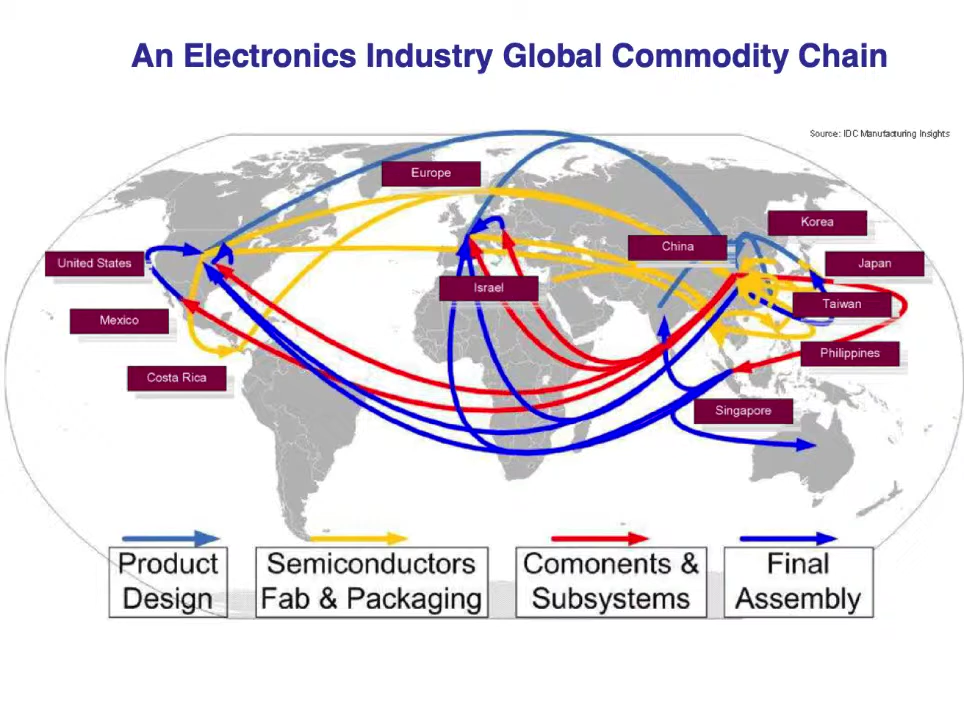 An Electronics Industry Global Commodity Chain
Source: IDC Manufacturing Insights
Europe
Korea
China
United States
Japan
Israel
Taiwan
Mexico
Philippines
Costa Rica
Singapore
Product
Design
Semiconductors
Fab & Packaging
Comonents &
Subsystems
Final
Assembly